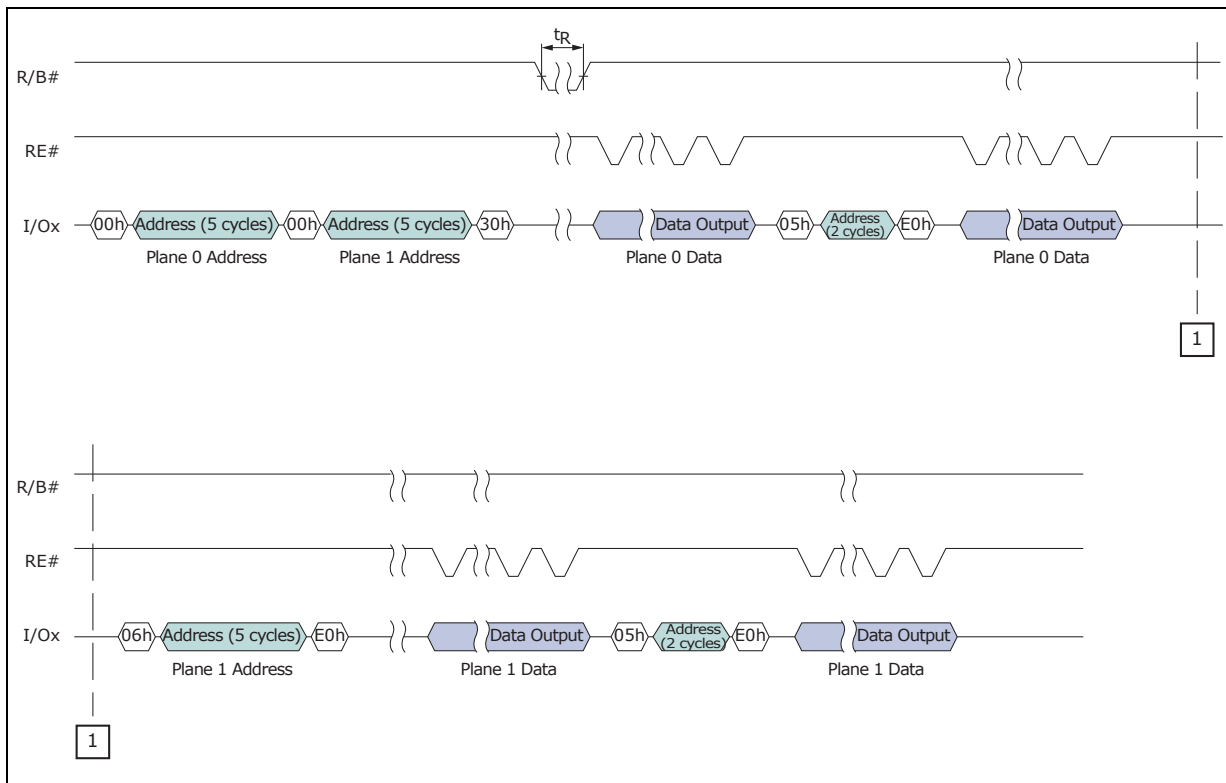 tR
R/B#
RE#
I/Ox
00h Address (5 cycles) 00h Address (5 cycles) 30h Data Output 05h Address (2 cycles) E0h Data Output
Plane 0 Address Plane 1 Address Plane 0 Data Plane 0 Data
1
R/B#
RE#
I/Ox
06h Address (5 cycles) E0h Data Output 05h Address (2 cycles) E0h Data Output
Plane 1 Address Plane 1 Data Plane 1 Data
1